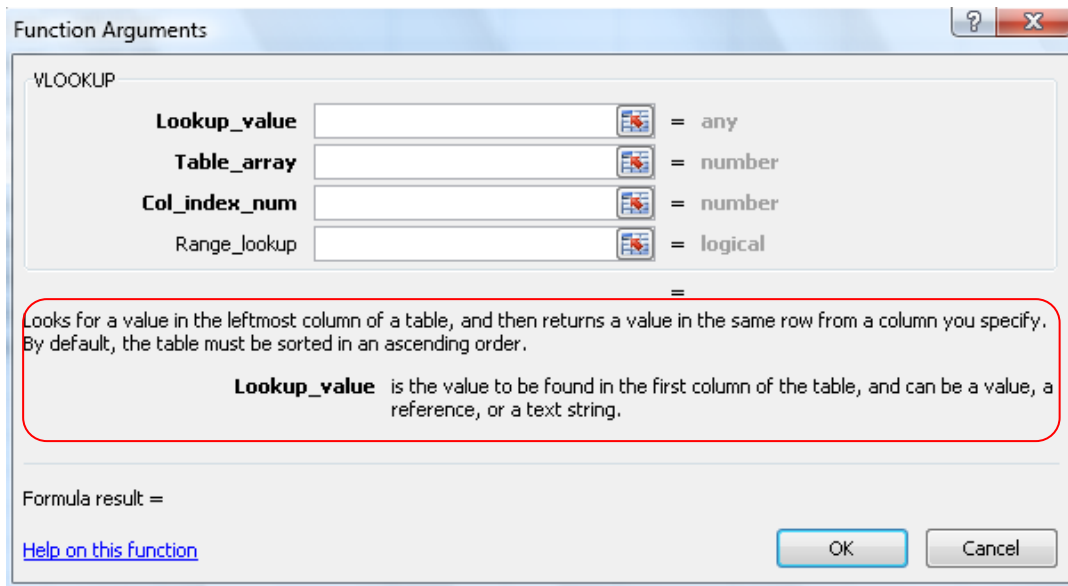 Function Arguments
?
VLOOKUP
Lookup_value = any
Table_array = number
Col_index_num = number
Range_lookup = logical
=
Looks for a value in the leftmost column of a table, and then returns a value in the same row from a column you specify.
By default, the table must be sorted in an ascending order.
Lookup_value is the value to be found in the first column of the table, and can be a value, a
reference, or a text string.
Formula result =
Help on this function
OK Cancel